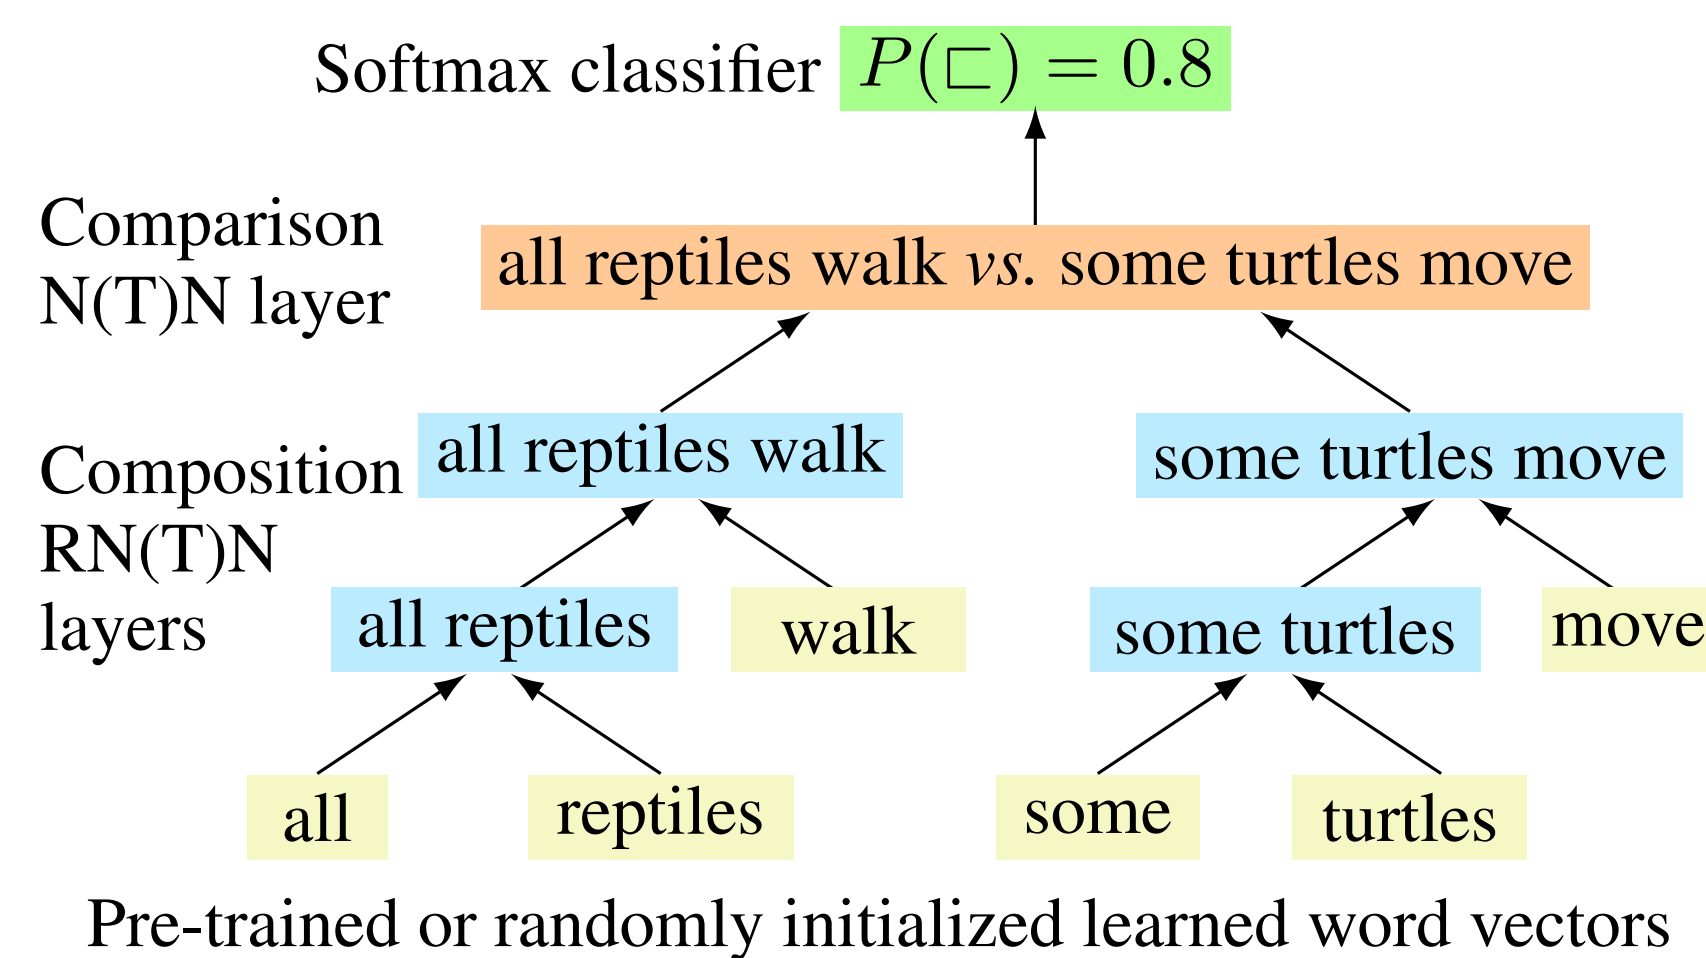 Softmax classifier P(⊏) = 0.8
Comparison
N(T)N layer
all reptiles walk vs. some turtles move
Composition
RN(T)N
layers
all reptiles walk
some turtles move
all reptiles
walk
some turtles
move
all
reptiles
some
turtles
Pre-trained or randomly initialized learned word vectors